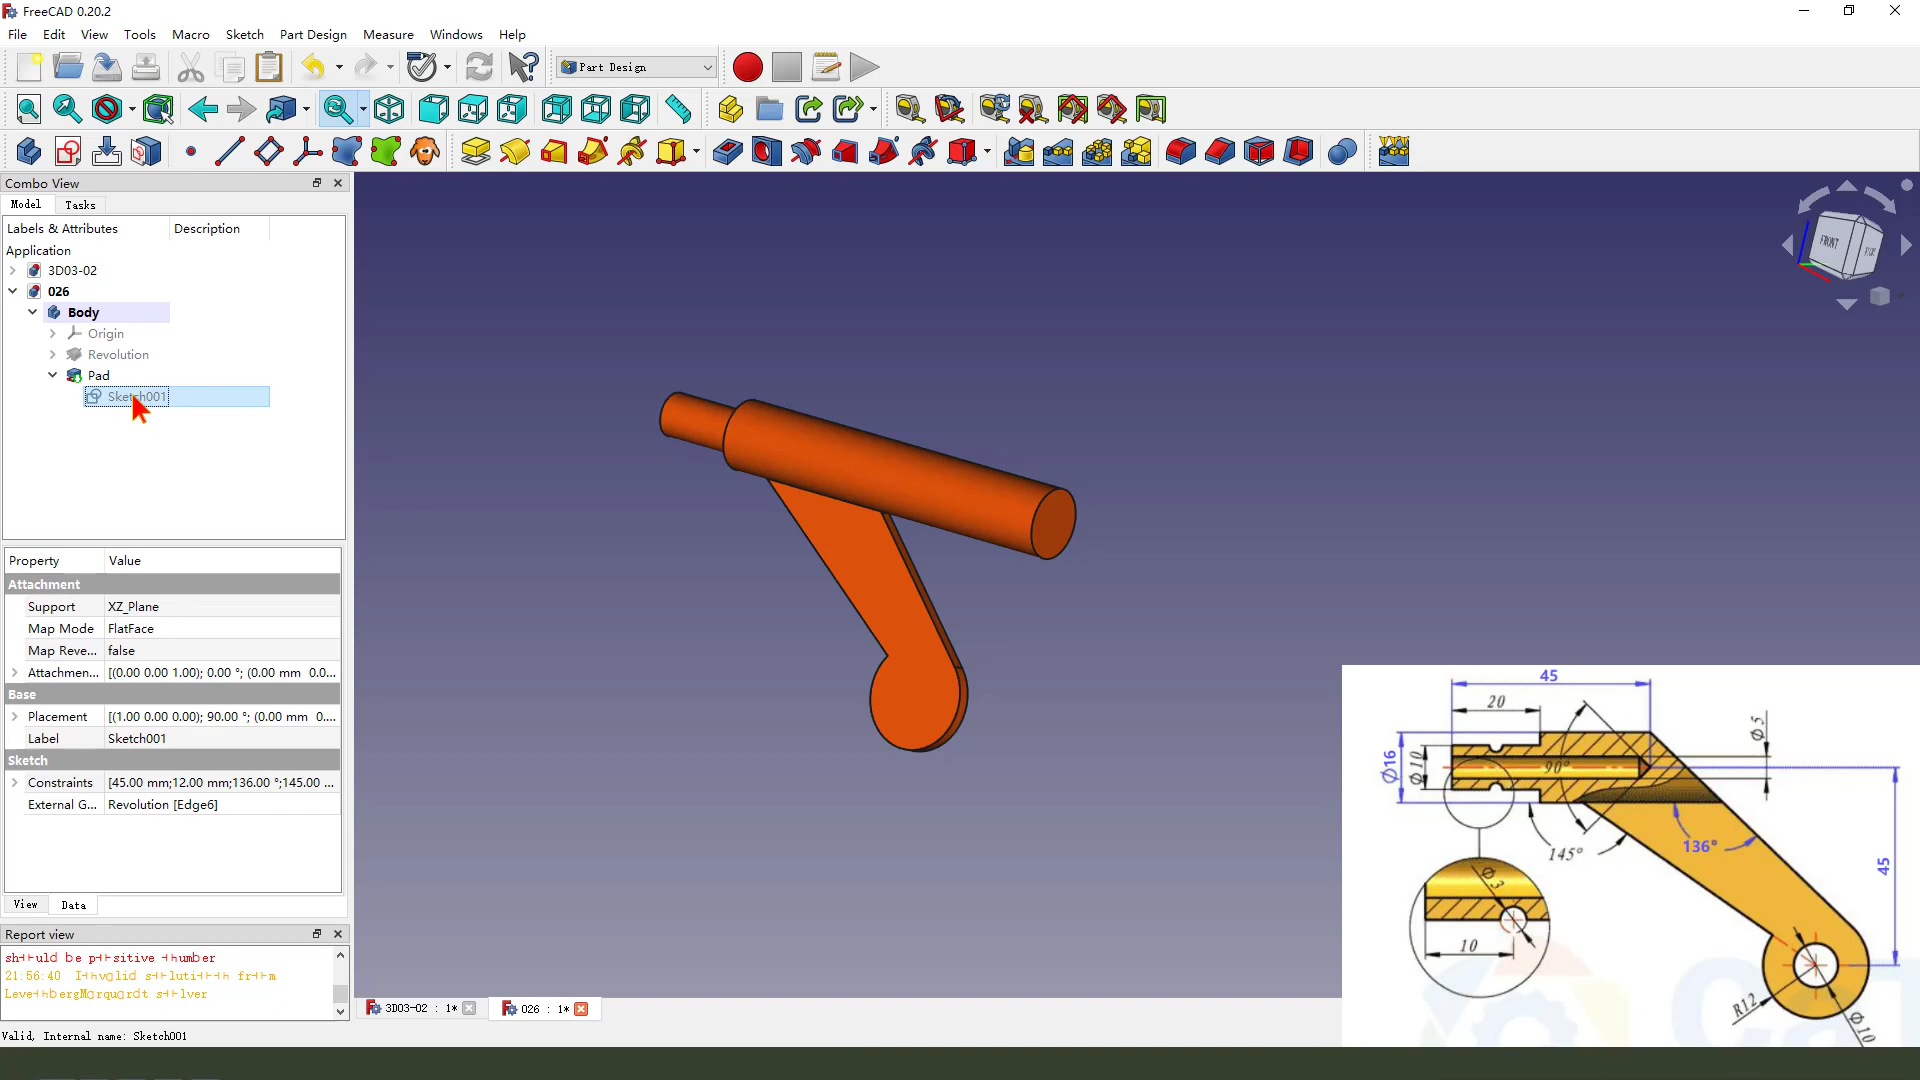 FreeCAD 0.20.2
File Edit View Tools Macro Sketch Part Design Measure Windows Help
Part Design
Combo View
Model Tasks
Labels & Attributes Description
Application
3D03-02
026
Body
Origin
Revolution
Pad
Sketch001
Property Value
Attachment
Support XZ_Plane
Map Mode FlatFace
Map Reve... false
Attachmen... [(0.00 0.00 1.00); 0.00 °; (0.00 mm 0.0...
Base
Placement [(1.00 0.00 0.00); 90.00 °; (0.00 mm 0....
Label Sketch001
Sketch
Constraints [45.00 mm;12.00 mm;136.00 °;145.00 ...
External G... Revolution [Edge6]
View Data
Report view
21:56:40
3D03-02 : 1*
026 : 1*
Valid, Internal name: Sketch001
FRONT
45
20
Ø5
Ø16
Ø10
90°
145°
136°
45
Ø3
10
R12
Ø10